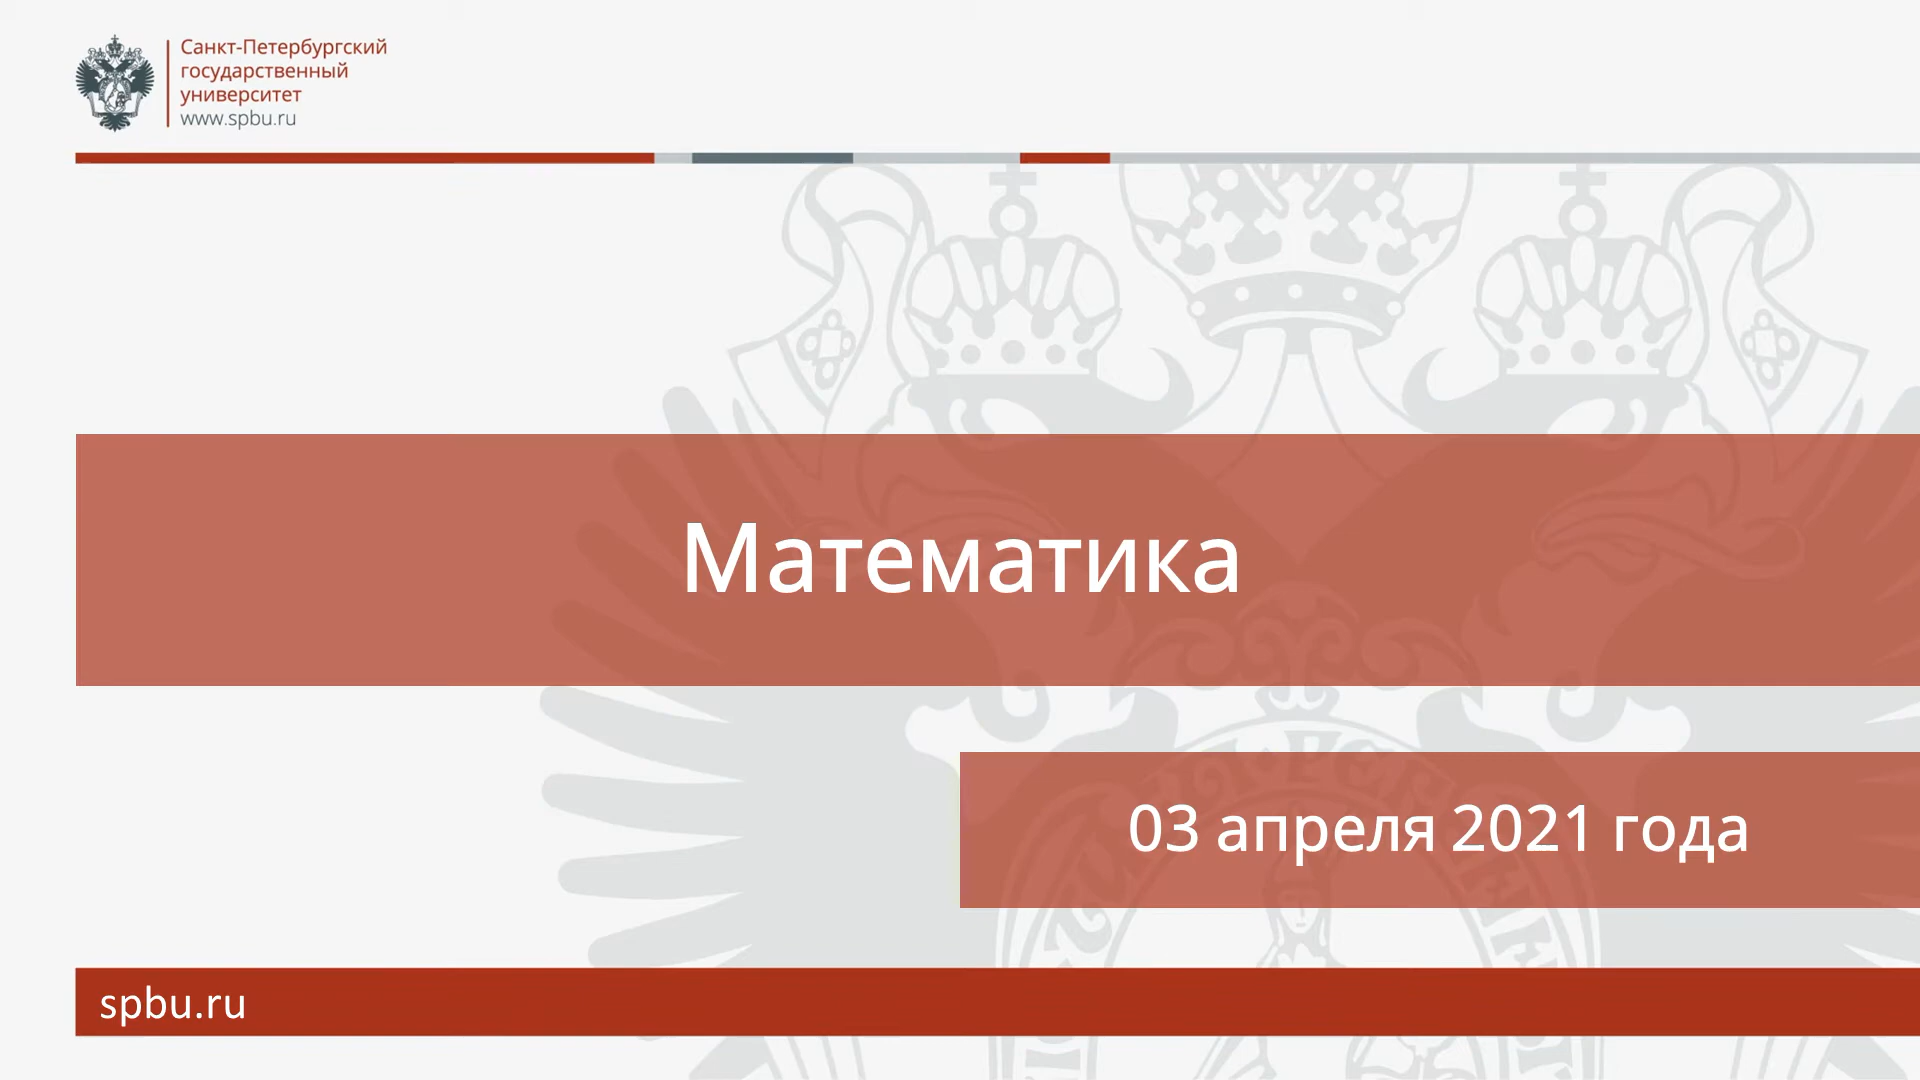 Санкт-Петербургский
государственный
университет
www.spbu.ru
Математика
03 апреля 2021 года
spbu.ru